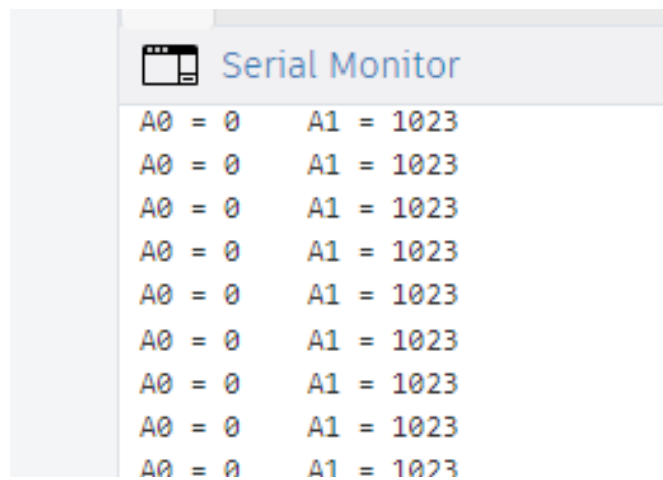 Serial Monitor
A0 = 0    A1 = 1023
A0 = 0    A1 = 1023
A0 = 0    A1 = 1023
A0 = 0    A1 = 1023
A0 = 0    A1 = 1023
A0 = 0    A1 = 1023
A0 = 0    A1 = 1023
A0 = 0    A1 = 1023
A0 = 0    A1 = 1023